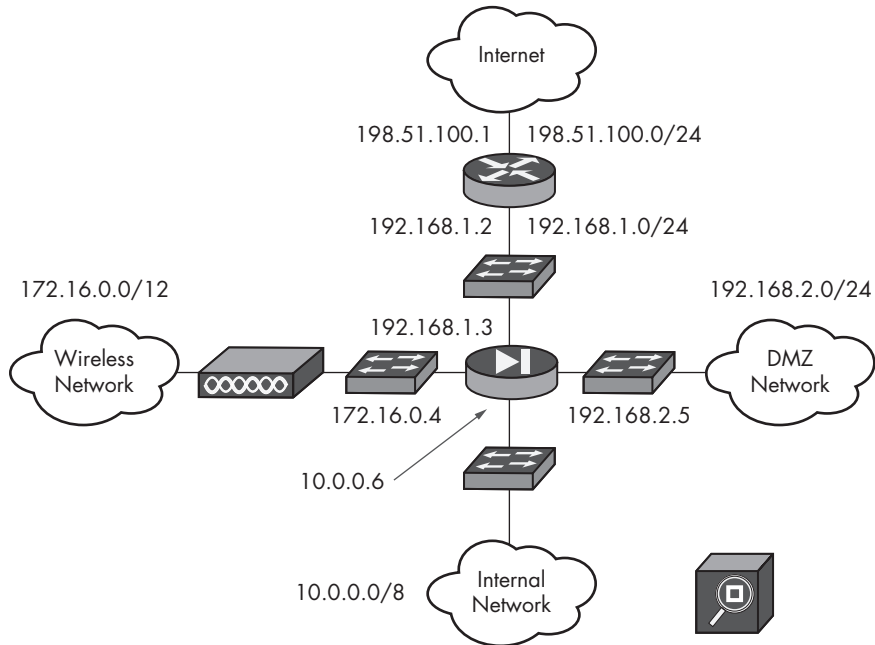 Internet
198.51.100.1
198.51.100.0/24
192.168.1.2
192.168.1.0/24
172.16.0.0/12
192.168.2.0/24
192.168.1.3
Wireless
Network
DMZ
Network
172.16.0.4
192.168.2.5
10.0.0.6
10.0.0.0/8
Internal
Network